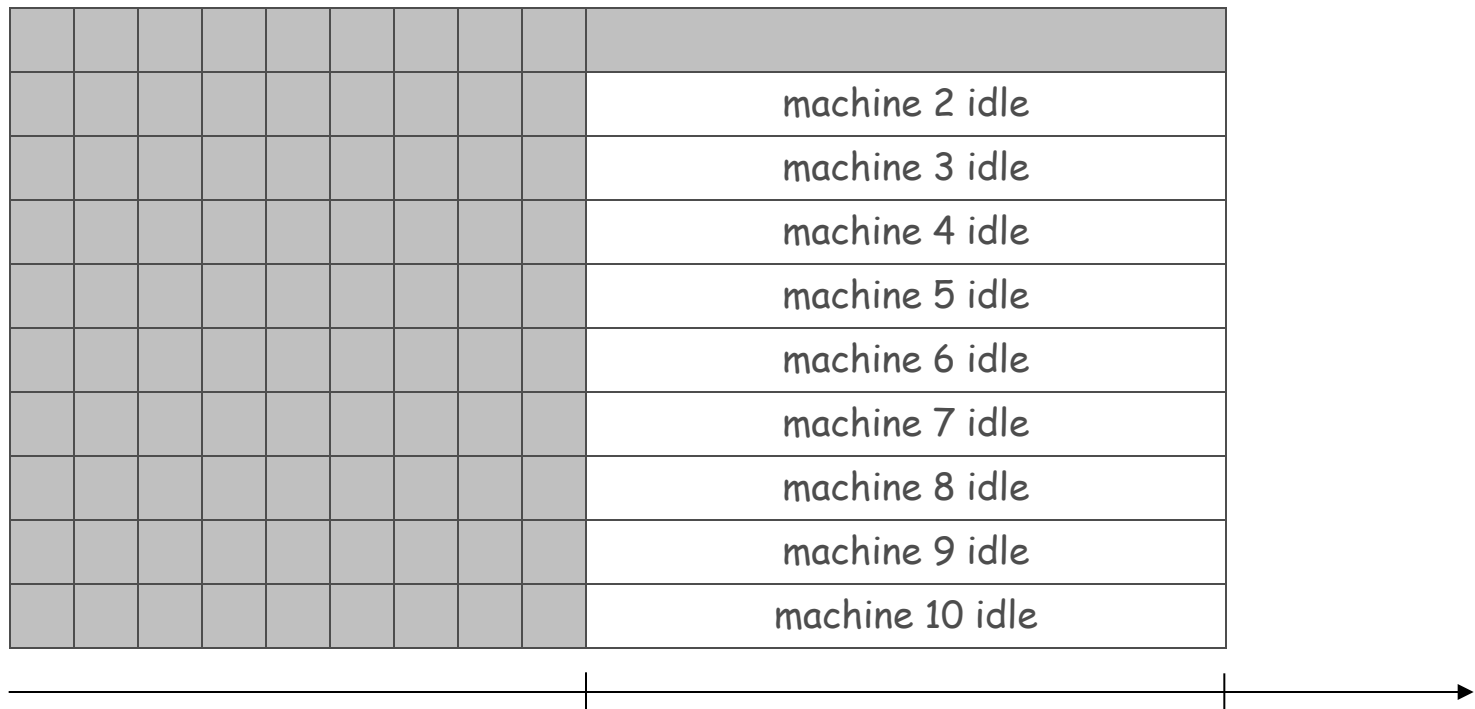 machine 2 idle
machine 3 idle
machine 4 idle
machine 5 idle
machine 6 idle
machine 7 idle
machine 8 idle
machine 9 idle
machine 10 idle